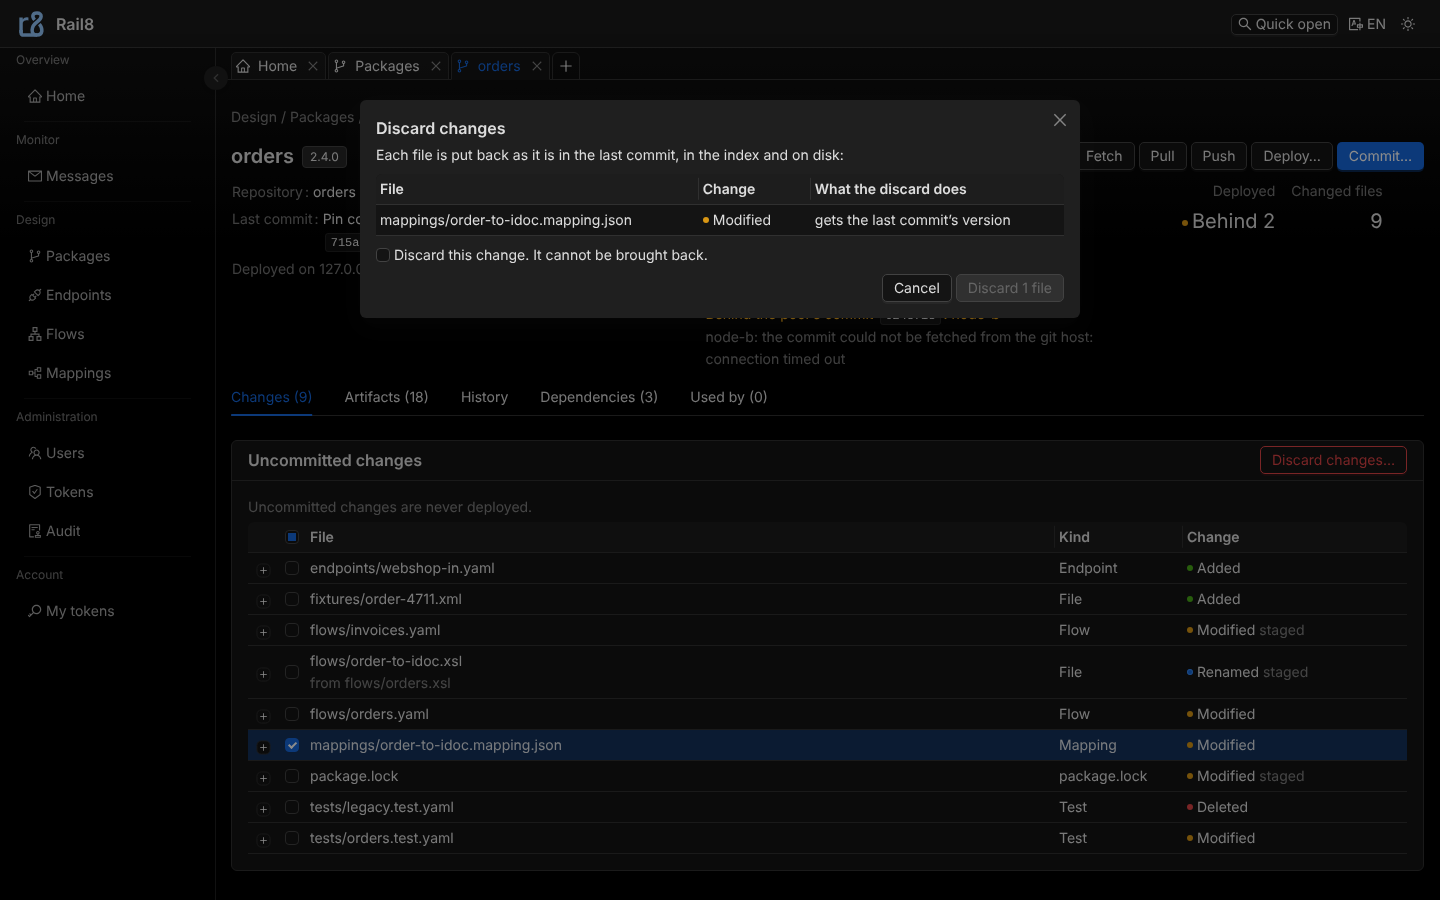 r8 Rail8
Quick open
EN
Overview
Home
Monitor
Messages
Design
Packages
Endpoints
Flows
Mappings
Administration
Users
Tokens
Audit
Account
My tokens
Home
Packages
orders
Design / Packages /
orders 2.4.0
Fetch
Pull
Push
Deploy...
Commit...
Repository: orders
Last commit: Pin
715a
Deployed on 127.0.0
Deployed
Behind 2
Changed files
9
Discard changes
Each file is put back as it is in the last commit, in the index and on disk:
File Change What the discard does
mappings/order-to-idoc.mapping.json Modified gets the last commit’s version
Discard this change. It cannot be brought back.
Cancel
Discard 1 file
node-b: the commit could not be fetched from the git host:
connection timed out
Changes (9)
Artifacts (18)
History
Dependencies (3)
Used by (0)
Uncommitted changes
Discard changes...
Uncommitted changes are never deployed.
File Kind Change
endpoints/webshop-in.yaml Endpoint Added
fixtures/order-4711.xml File Added
flows/invoices.yaml Flow Modified staged
flows/order-to-idoc.xsl File Renamed staged
from flows/orders.xsl
flows/orders.yaml Flow Modified
mappings/order-to-idoc.mapping.json Mapping Modified
package.lock package.lock Modified staged
tests/legacy.test.yaml Test Deleted
tests/orders.test.yaml Test Modified